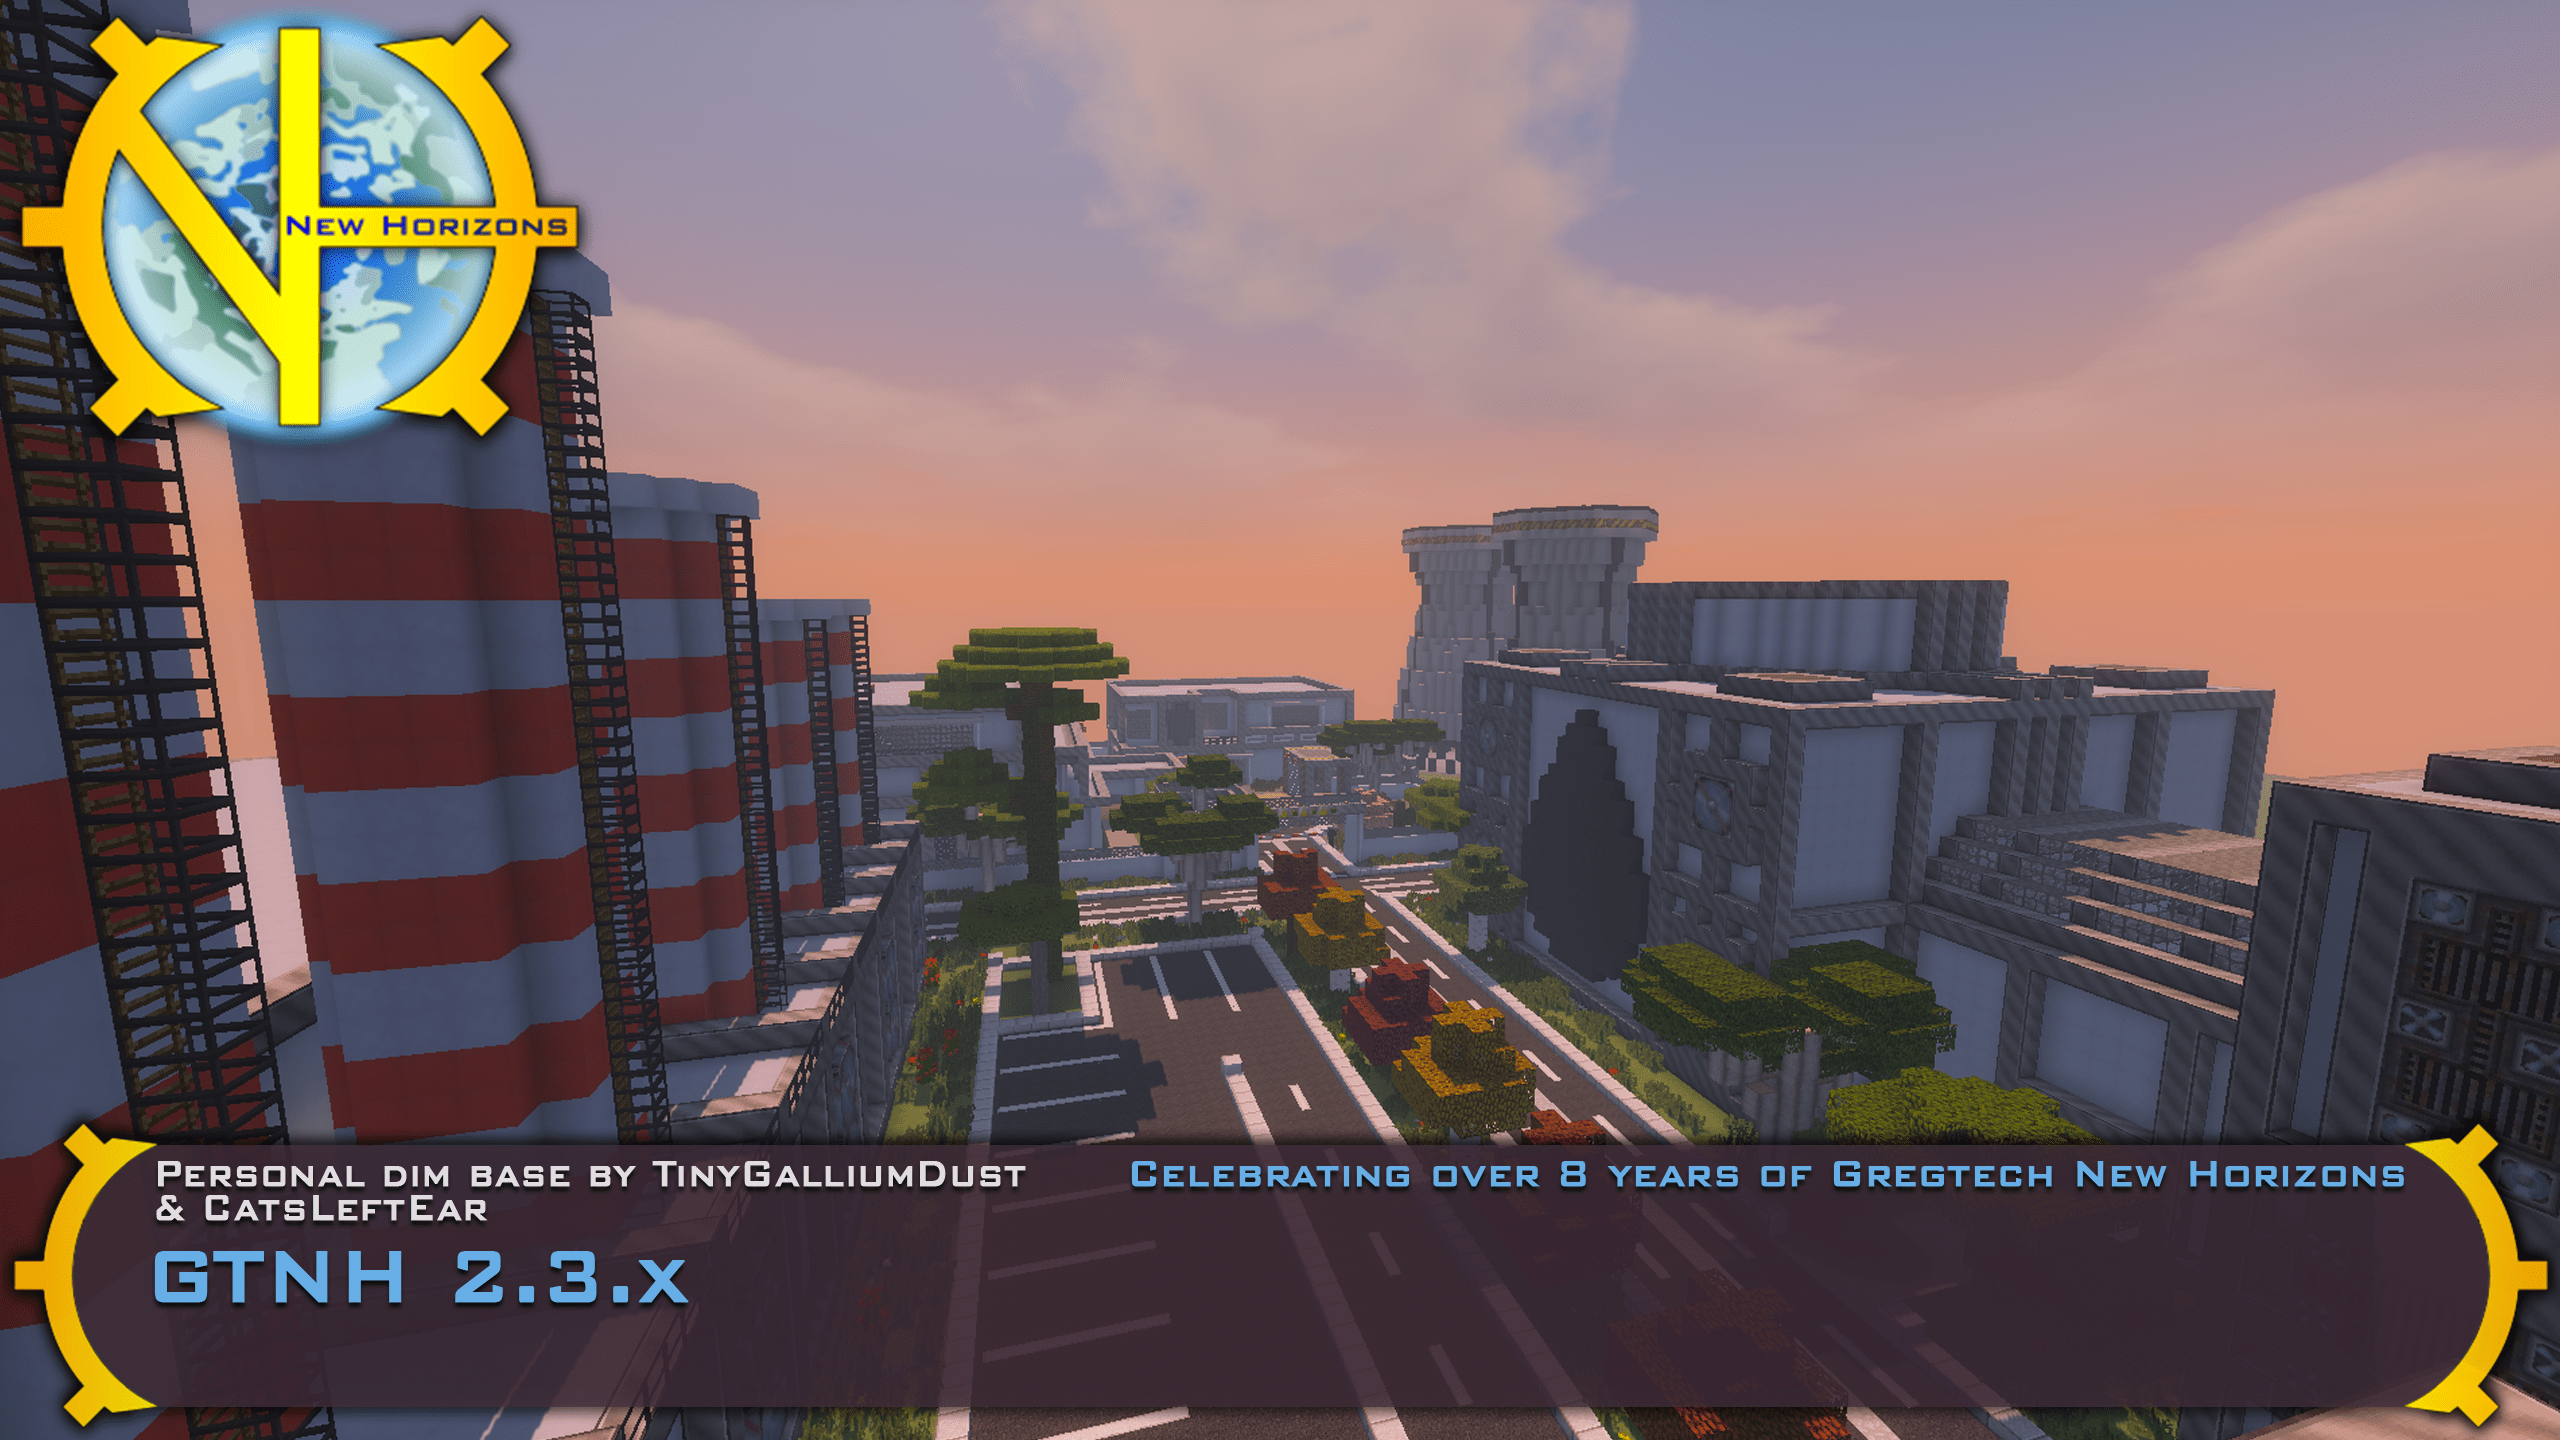 New Horizons
Personal dim base by TinyGalliumDust
& CatsLeftEar
Celebrating over 8 years of Gregtech New Horizons
GTNH 2.3.x